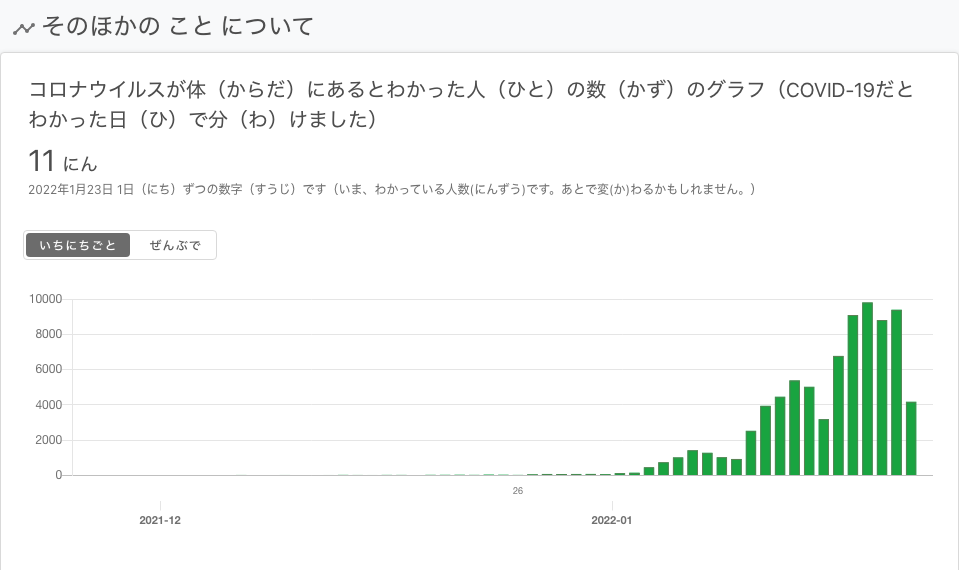 そのほかの こと について
コロナウイルスが体（からだ）にあるとわかった人（ひと）の数（かず）のグラフ（COVID-19だと
わかった日（ひ）で分（わ）けました）
11 にん
2022年1月23日 1日（にち）ずつの数字（すうじ）です（いま、わかっている人数(にんずう)です。あとで変(か)わるかもしれません。）
いちにちごと ぜんぶで
10000
8000
6000
4000
2000
0
26
2021-12 2022-01